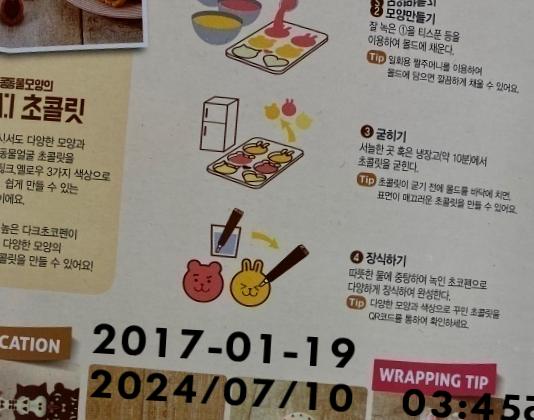 모양만들기
잘 녹은 ①을 티스푼 등을
이용하여 몰드에 채운다.
Tip 일회용 짤주머니를 이용하여
몰드에 담으면 깔끔하게 채울 수 있어요.
동물모양의
초콜릿
다양한 모양과
동물얼굴 초콜릿을
옐로우 3가지 색상으로
쉽게 만들 수 있는
높은 다크초코펜이
다양한 모양의
만들 수 있어요!
3 굳히기
서늘한 곳 혹은 냉장고(약 10분)에서
초콜릿을 굳힌다.
Tip 초콜릿이 굳기 전에 몰드를 바닥에 치면,
표면이 매끄러운 초콜릿을 만들 수 있어요.
4 장식하기
따뜻한 물에 중탕하여 녹인 초코펜으로
다양하게 장식하여 완성한다.
Tip 다양한 모양과 색상으로 꾸민 초콜릿을
QR코드를 통하여 확인하세요.
CATION
2017-01-19
WRAPPING TIP
2024/07/10
03:45